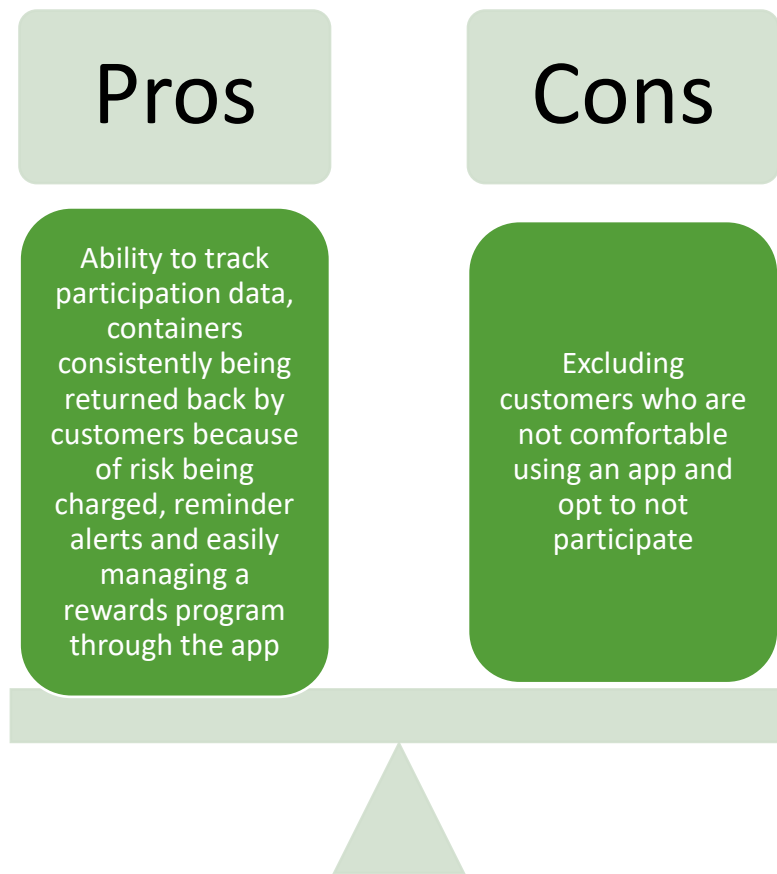 Pros
Ability to track
participation data,
containers
consistently being
returned back by
customers because
of risk being
charged, reminder
alerts and easily
managing a
rewards program
through the app
Cons
Excluding
customers who are
not comfortable
using an app and
opt to not
participate